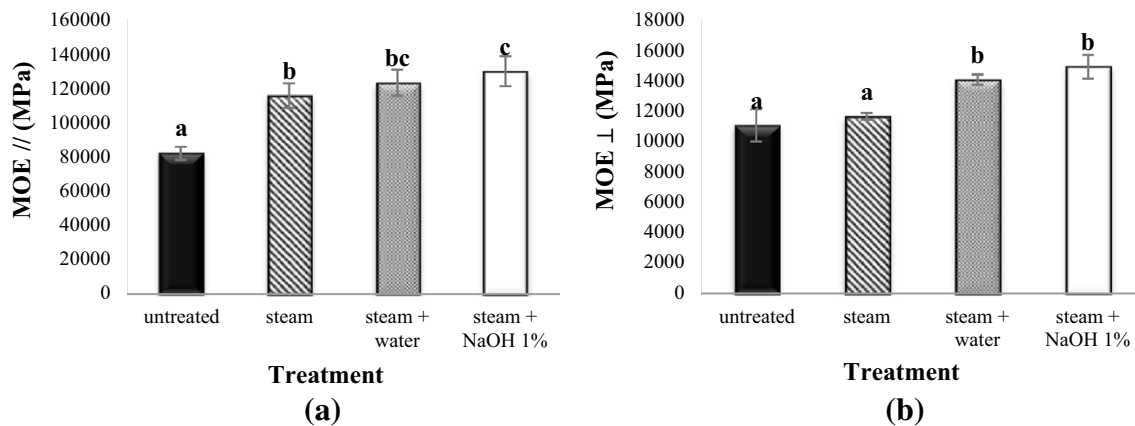 MOE // (MPa)
160000
140000
120000
100000
80000
60000
40000
20000
0
a
b
bc
c
untreated
steam
steam +
water
steam +
NaOH 1%
Treatment
(a)
MOE ⊥ (MPa)
18000
16000
14000
12000
10000
8000
6000
4000
2000
0
a
a
b
b
untreated
steam
steam +
water
steam +
NaOH 1%
Treatment
(b)